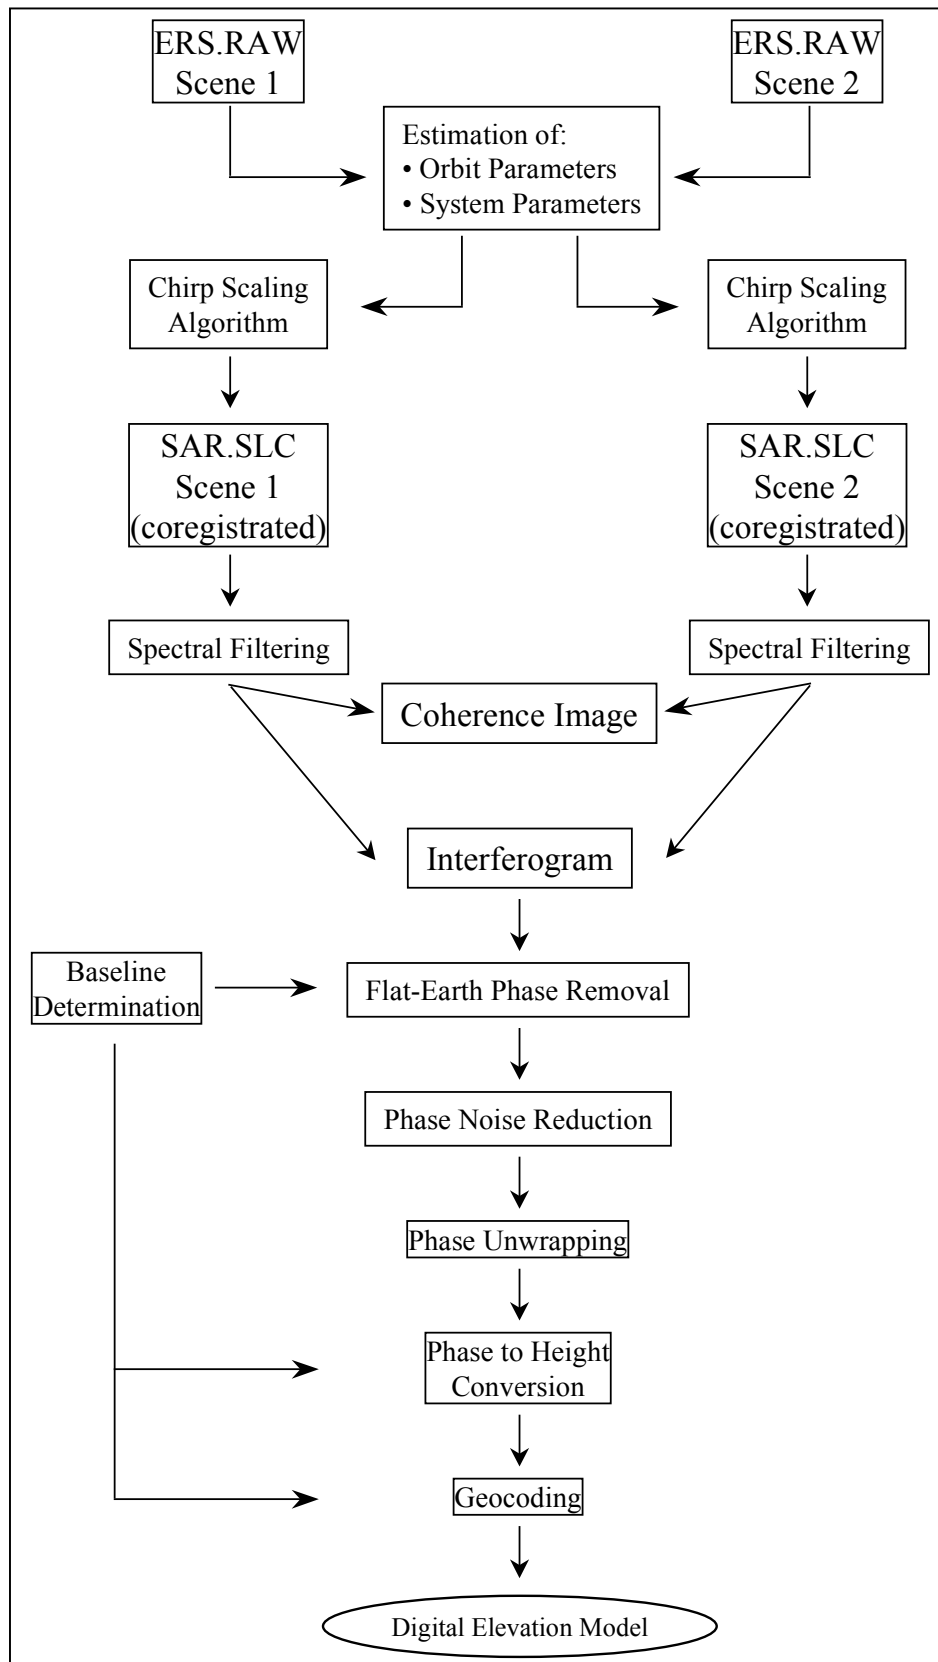 ERS.RAW
Scene 1
ERS.RAW
Scene 2
Estimation of:
• Orbit Parameters
• System Parameters
Chirp Scaling
Algorithm
Chirp Scaling
Algorithm
SAR.SLC
Scene 1
(coregistrated)
SAR.SLC
Scene 2
(coregistrated)
Spectral Filtering
Spectral Filtering
Coherence Image
Interferogram
Baseline
Determination
Flat-Earth Phase Removal
Phase Noise Reduction
Phase Unwrapping
Phase to Height
Conversion
Geocoding
Digital Elevation Model